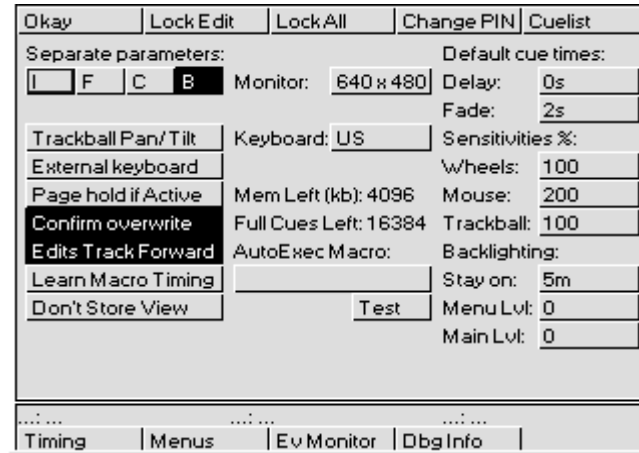 Okay Lock Edit Lock All Change PIN Cuelist
Separate parameters: Default cue times:
I F C B Monitor: 640 x 480 Delay: 0s
Fade: 2s
Trackball Pan/Tilt Keyboard: US Sensitivities %:
External keyboard Wheels: 100
Page hold if Active Mem Left (kb): 4096 Mouse: 200
Confirm overwrite Full Cues Left: 16384 Trackball: 100
Edits Track Forward AutoExec Macro: Backlighting:
Learn Macro Timing Stay on: 5m
Don't Store View Test Menu Lvl: 0
Main Lvl: 0
...: ... ...: ... ...: ...
Timing Menus Ev Monitor Dbg Info